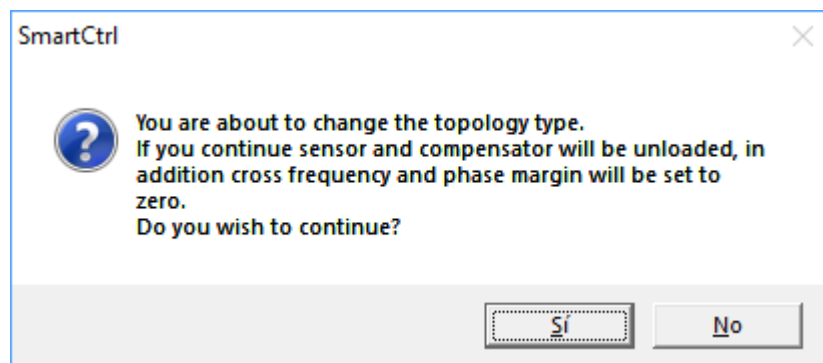 SmartCtrl
You are about to change the topology type.
If you continue sensor and compensator will be unloaded, in
addition cross frequency and phase margin will be set to
zero.
Do you wish to continue?
Sí
No